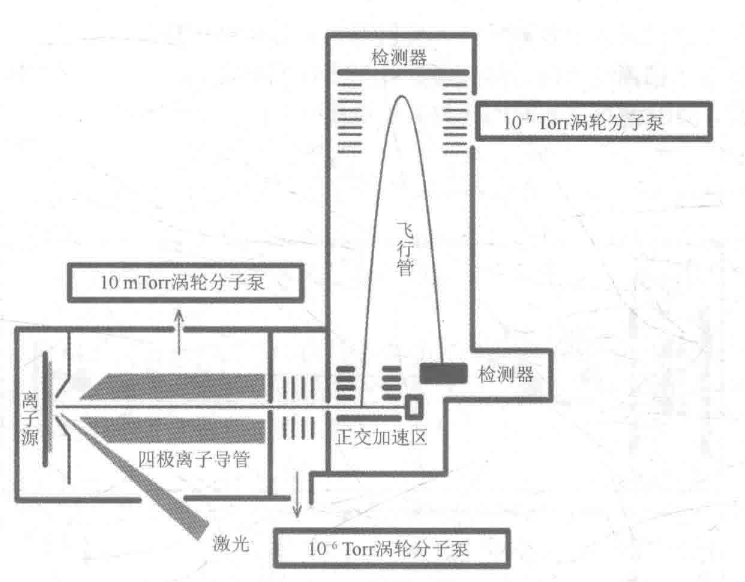 检测器
10⁻⁷ Torr涡轮分子泵
飞行管
10 mTorr涡轮分子泵
检测器
离子源
正交加速区
四极离子导管
激光
10⁻⁶ Torr涡轮分子泵